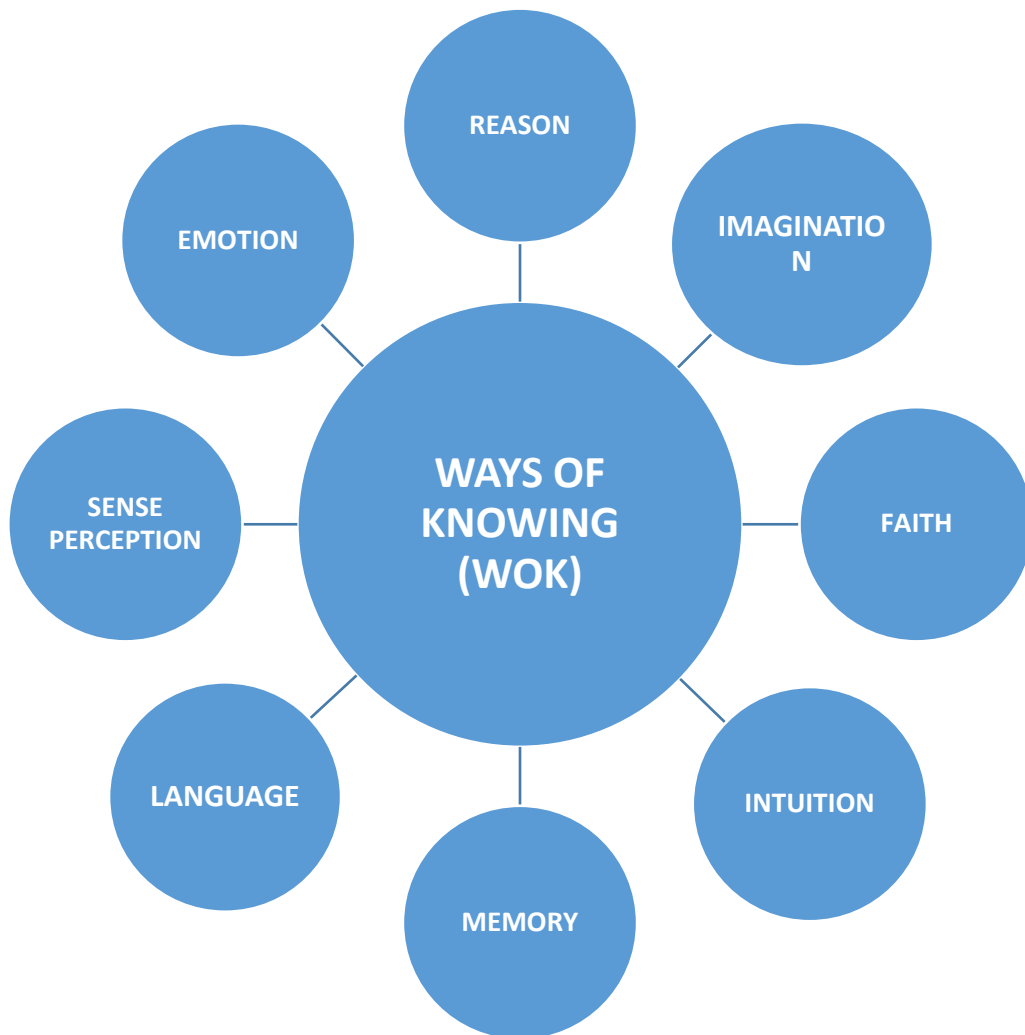 REASON
IMAGINATIO
N
EMOTION
WAYS OF
KNOWING
(WOK)
SENSE
PERCEPTION
FAITH
LANGUAGE
INTUITION
MEMORY